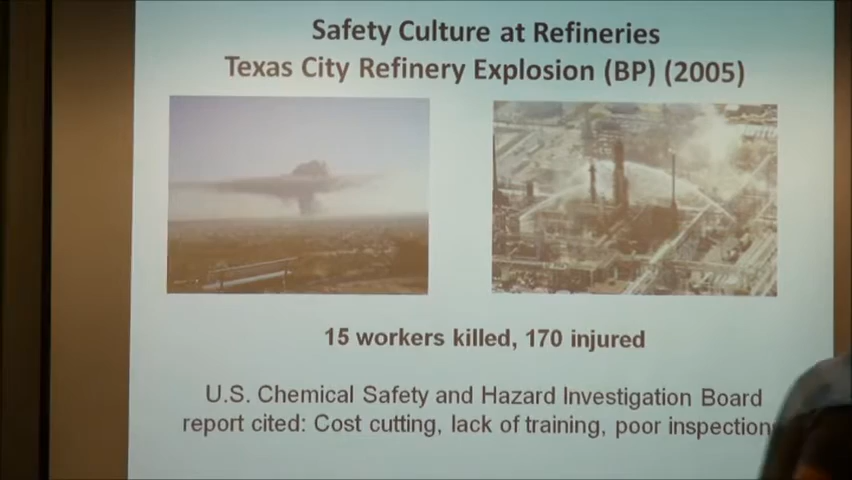 Safety Culture at Refineries
Texas City Refinery Explosion (BP) (2005)
15 workers killed, 170 injured
U.S. Chemical Safety and Hazard Investigation Board
report cited: Cost cutting, lack of training, poor inspections